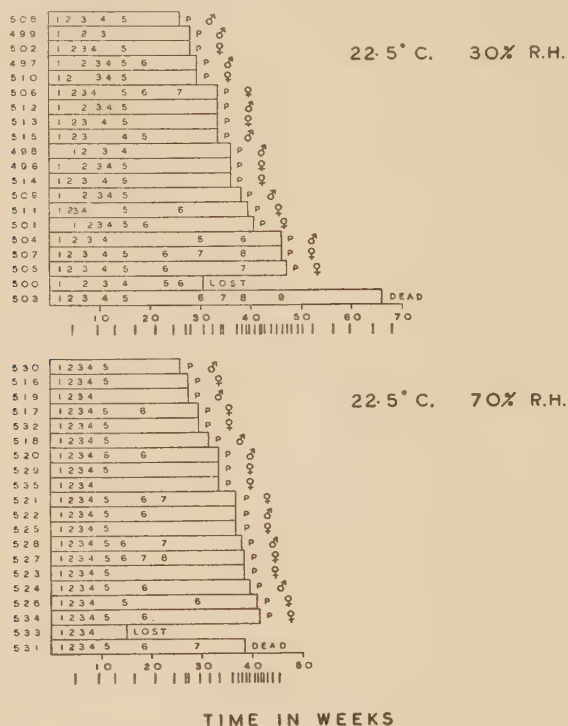 22.5° C. 30% R.H.
508 1 2 3 4 5 P ♂
499 1 2 3 P ♂
502 1 2 3 4 5 P ♀
497 1 2 3 4 5 6 P ♂
510 1 2 3 4 5 P ♀
506 1 2 3 4 5 6 7 P ♀
512 1 2 3 4 5 P ♂
513 1 2 3 4 5 P ♀
515 1 2 3 4 5 P ♂
498 1 2 3 4 P ♂
496 1 2 3 4 5 P ♀
514 1 2 3 4 5 P ♀
509 1 2 3 4 5 P ♂
511 1 2 3 4 5 6 P ♀
501 1 2 3 4 5 6 P ♀
504 1 2 3 4 5 6 P ♂
507 1 2 3 4 5 6 7 8 P ♀
505 1 2 3 4 5 6 7 P ♀
500 1 2 3 4 5 6 LOST
503 1 2 3 4 5 6 7 8 9 DEAD
10 20 30 40 50 60 70
22.5° C. 70% R.H.
530 1 2 3 4 5 P ♂
516 1 2 3 4 5 P ♀
519 1 2 3 4 P ♂
517 1 2 3 4 5 6 P ♀
532 1 2 3 4 5 P ♀
518 1 2 3 4 5 P ♂
520 1 2 3 4 5 6 P ♂
529 1 2 3 4 5 P ♀
535 1 2 3 4 P ♀
521 1 2 3 4 5 6 7 P ♀
522 1 2 3 4 5 6 P ♂
525 1 2 3 4 5 P ♀
528 1 2 3 4 5 6 7 P ♂
527 1 2 3 4 5 6 7 8 P ♀
523 1 2 3 4 5 P ♀
524 1 2 3 4 5 6 P ♂
526 1 2 3 4 5 6 P ♀
534 1 2 3 4 5 6 P ♀
533 1 2 3 4 LOST
531 1 2 3 4 5 6 7 DEAD
10 20 30 40 50
TIME IN WEEKS